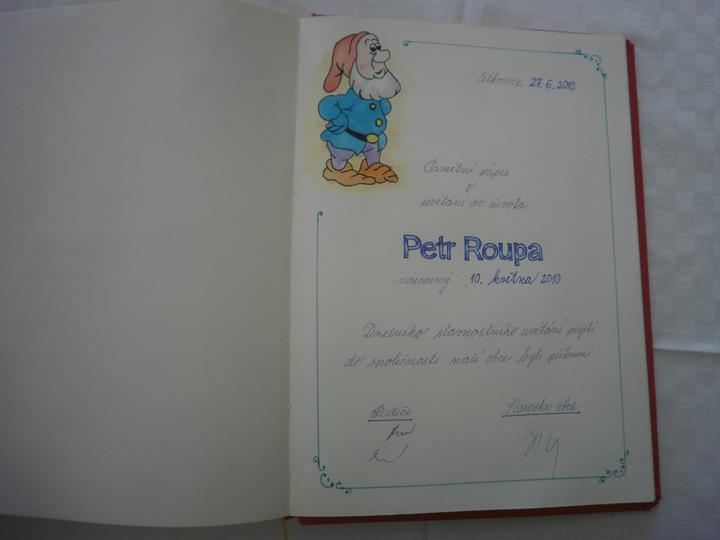 Cetkovice 27.6.2010
Pamětní zápis
o
uvítání do života
Petr Roupa
narozený 10. května 2010
Dnešního slavnostního uvítání přijetí
do společnosti naší obce byli přítomni
Rodiče
Starosta obce